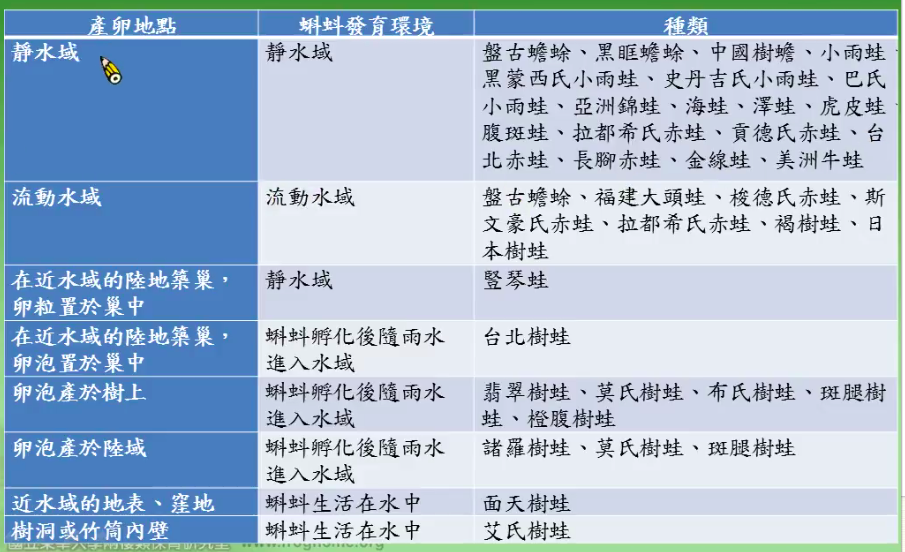 產卵地點 蝌蚪發育環境 種類
靜水域 靜水域 盤古蟾蜍、黑眶蟾蜍、中國樹蟾、小雨蛙、
黑蒙西氏小雨蛙、史丹吉氏小雨蛙、巴氏
小雨蛙、亞洲錦蛙、海蛙、澤蛙、虎皮蛙、
腹斑蛙、拉都希氏赤蛙、貢德氏赤蛙、台
北赤蛙、長腳赤蛙、金線蛙、美洲牛蛙
流動水域 流動水域 盤古蟾蜍、福建大頭蛙、梭德氏赤蛙、斯
文豪氏赤蛙、拉都希氏赤蛙、褐樹蛙、日
本樹蛙
在近水域的陸地築巢， 靜水域 豎琴蛙
卵粒置於巢中
在近水域的陸地築巢， 蝌蚪孵化後隨雨水 台北樹蛙
卵泡置於巢中 進入水域
卵泡產於樹上 蝌蚪孵化後隨雨水 翡翠樹蛙、莫氏樹蛙、布氏樹蛙、斑腿樹
進入水域 蛙、橙腹樹蛙
卵泡產於陸域 蝌蚪孵化後隨雨水 諸羅樹蛙、莫氏樹蛙、斑腿樹蛙
進入水域
近水域的地表、窪地 蝌蚪生活在水中 面天樹蛙
樹洞或竹筒內壁 蝌蚪生活在水中 艾氏樹蛙